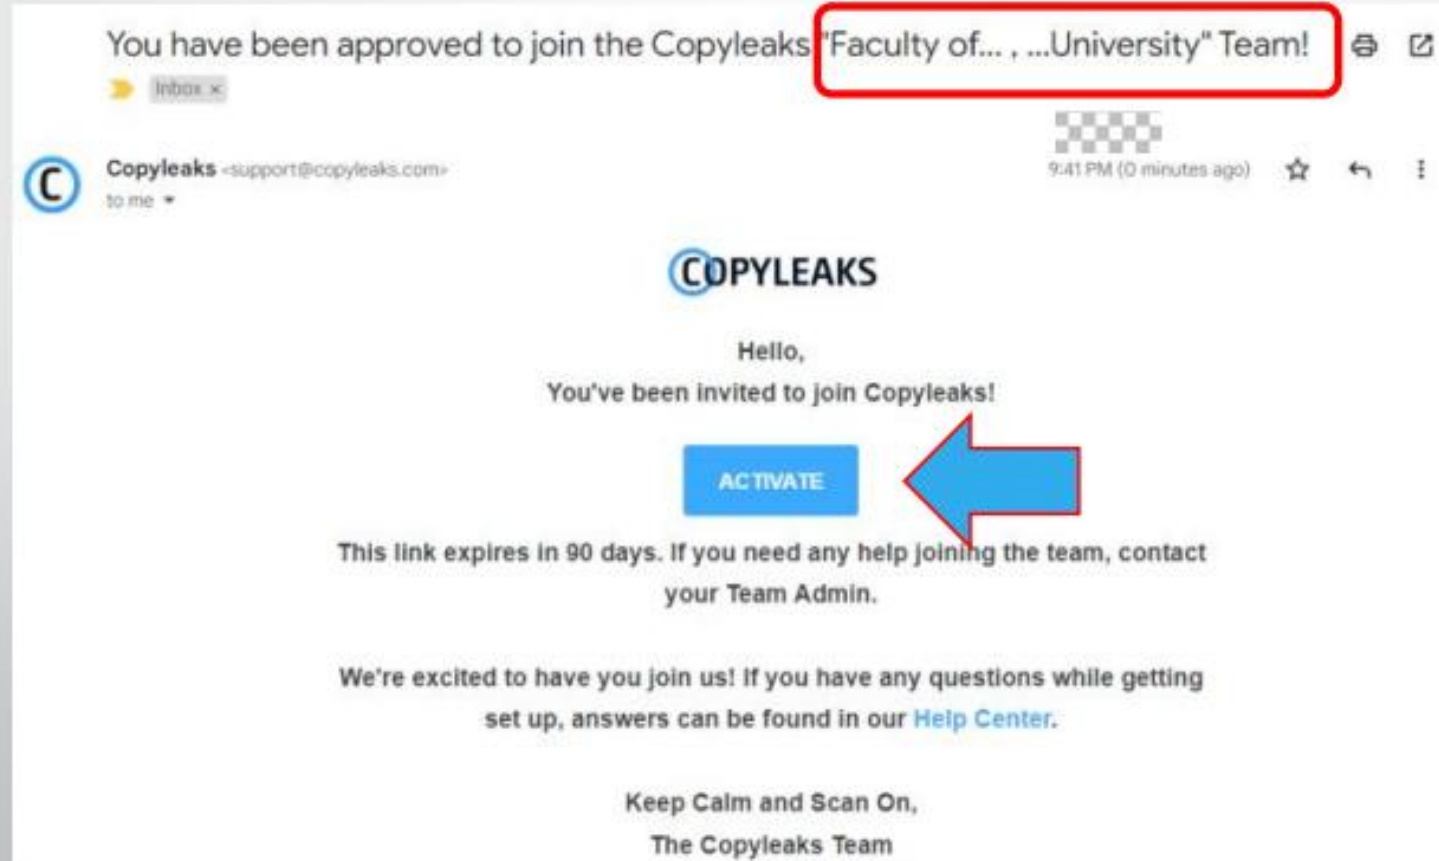 You have been approved to join the Copyleaks "Faculty of... , ...University" Team!
Inbox ×
Copyleaks <support@copyleaks.com>
9:41 PM (0 minutes ago)
to me
C
COPYLEAKS
Hello,
You've been invited to join Copyleaks!
ACTIVATE
This link expires in 90 days. If you need any help joining the team, contact
your Team Admin.
We're excited to have you join us! If you have any questions while getting
set up, answers can be found in our Help Center.
Keep Calm and Scan On,
The Copyleaks Team